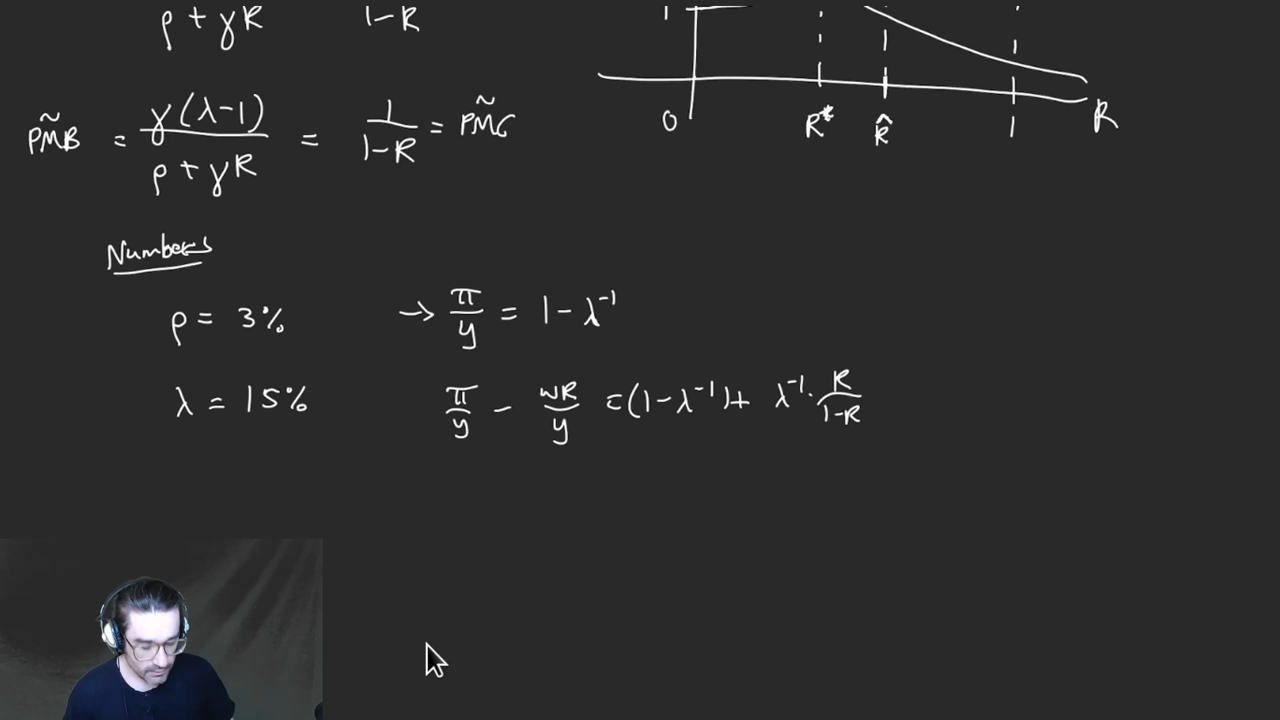 ρ + γR      1-R
1
P̃MB = γ(λ-1) / (ρ + γR) = 1 / (1-R) = P̃MC
0 R* R̂ 1 R
Numbers
ρ = 3% → π/y = 1 - λ⁻¹
λ = 15% π/y - wR/y = (1-λ⁻¹) + λ⁻¹ · R/(1-R)